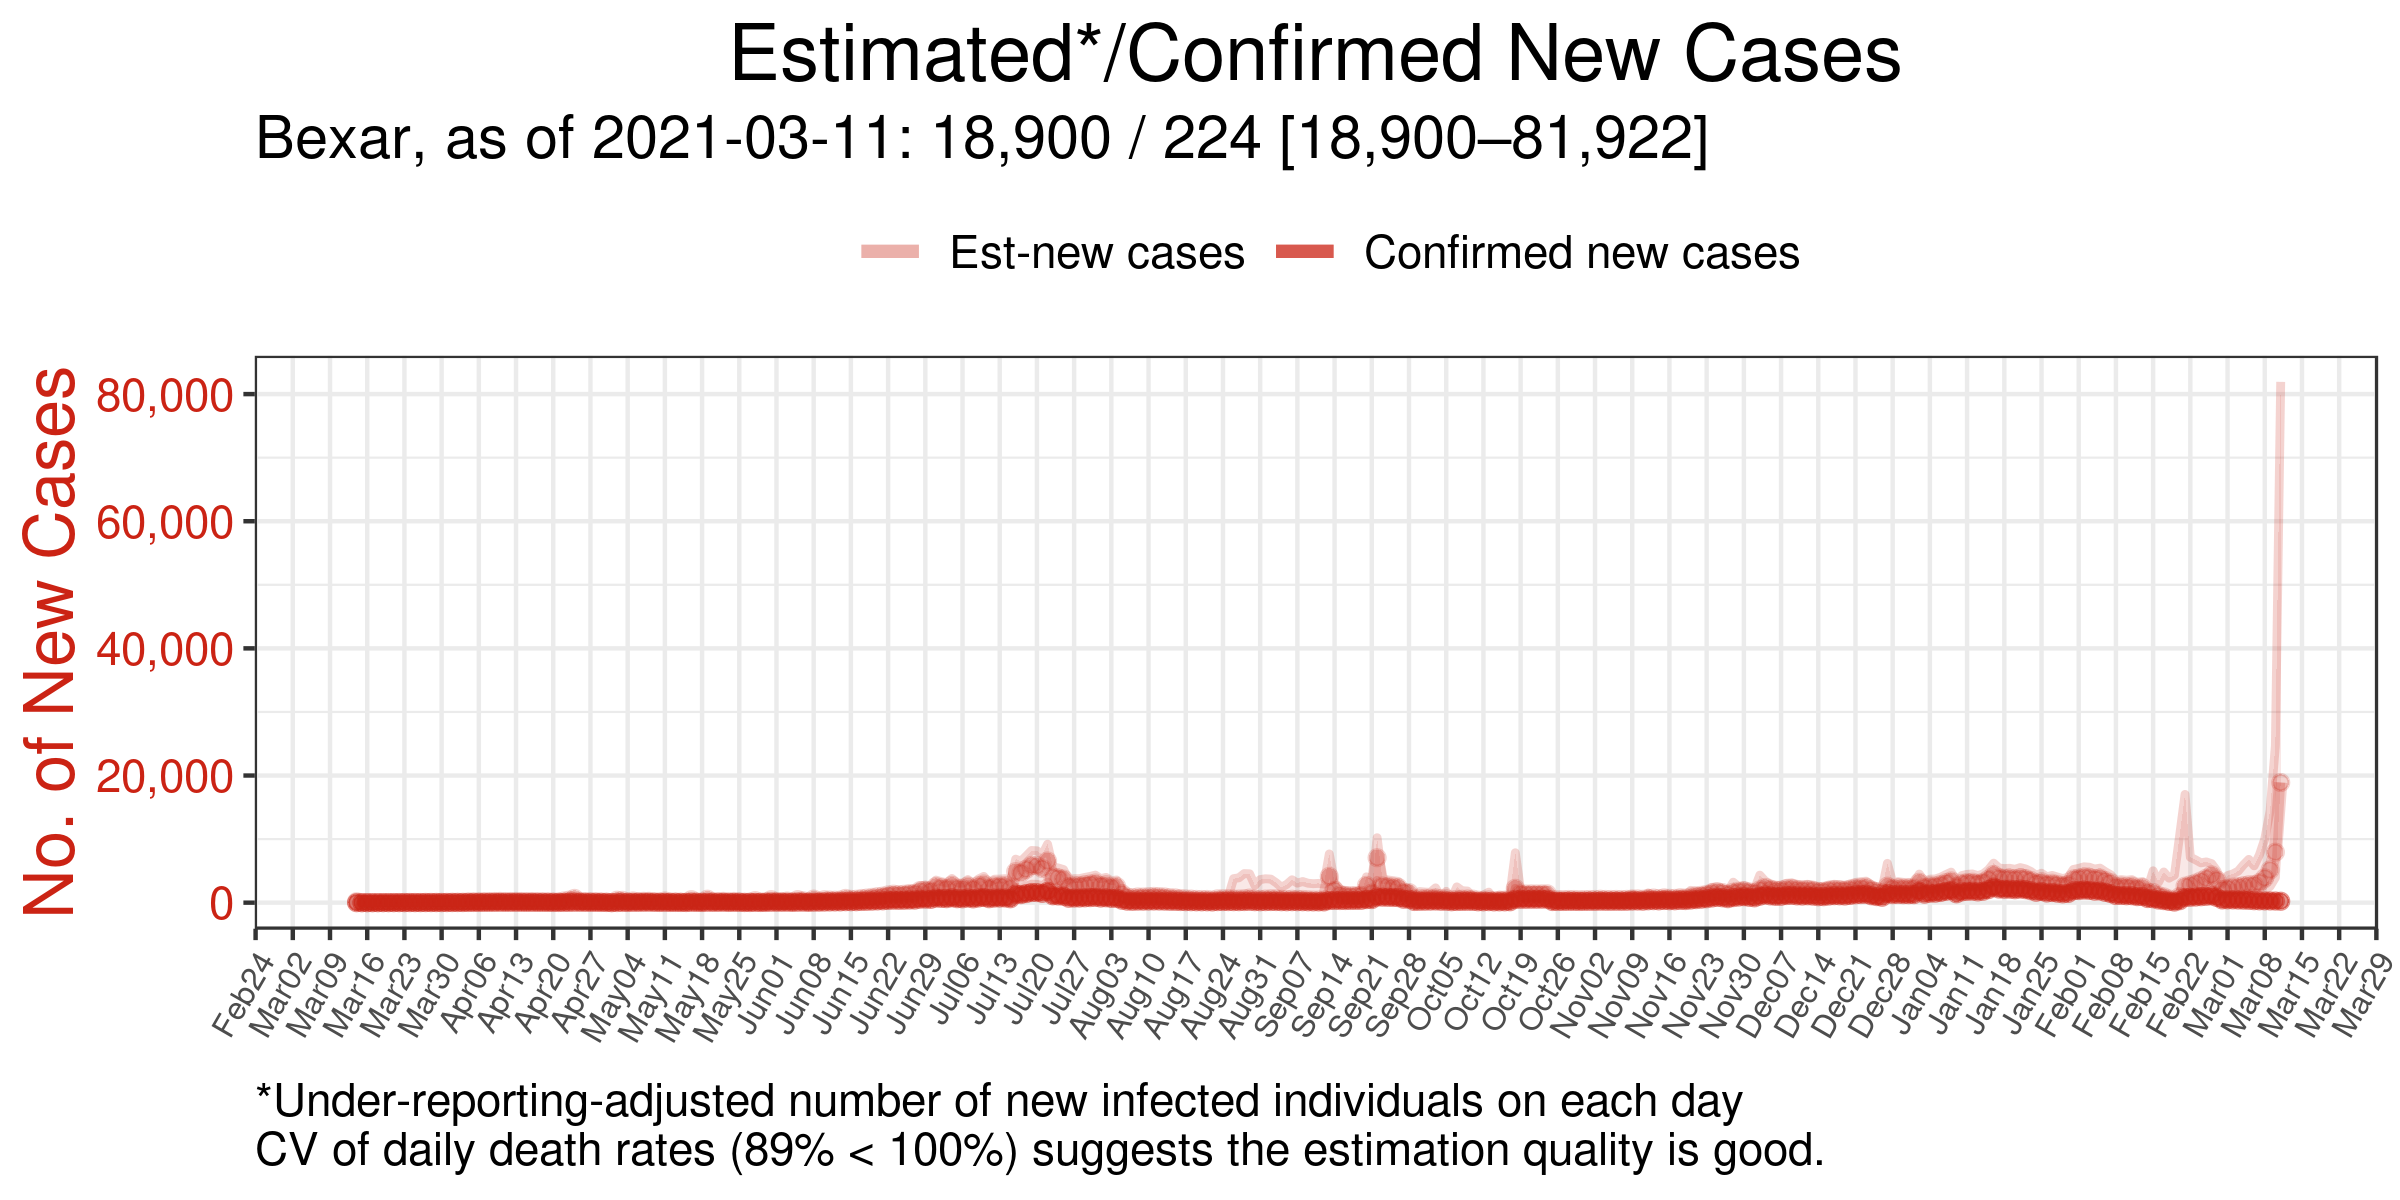 Estimated*/Confirmed New Cases
Bexar, as of 2021-03-11: 18,900 / 224 [18,900–81,922]
Est-new cases
Confirmed new cases
No. of New Cases
80,000
60,000
40,000
20,000
0
Feb24
Mar02
Mar09
Mar16
Mar23
Mar30
Apr06
Apr13
Apr20
Apr27
May04
May11
May18
May25
Jun01
Jun08
Jun15
Jun22
Jun29
Jul06
Jul13
Jul20
Jul27
Aug03
Aug10
Aug17
Aug24
Aug31
Sep07
Sep14
Sep21
Sep28
Oct05
Oct12
Oct19
Oct26
Nov02
Nov09
Nov16
Nov23
Nov30
Dec07
Dec14
Dec21
Dec28
Jan04
Jan11
Jan18
Jan25
Feb01
Feb08
Feb15
Feb22
Mar01
Mar08
Mar15
Mar22
Mar29
*Under-reporting-adjusted number of new infected individuals on each day
CV of daily death rates (89% < 100%) suggests the estimation quality is good.